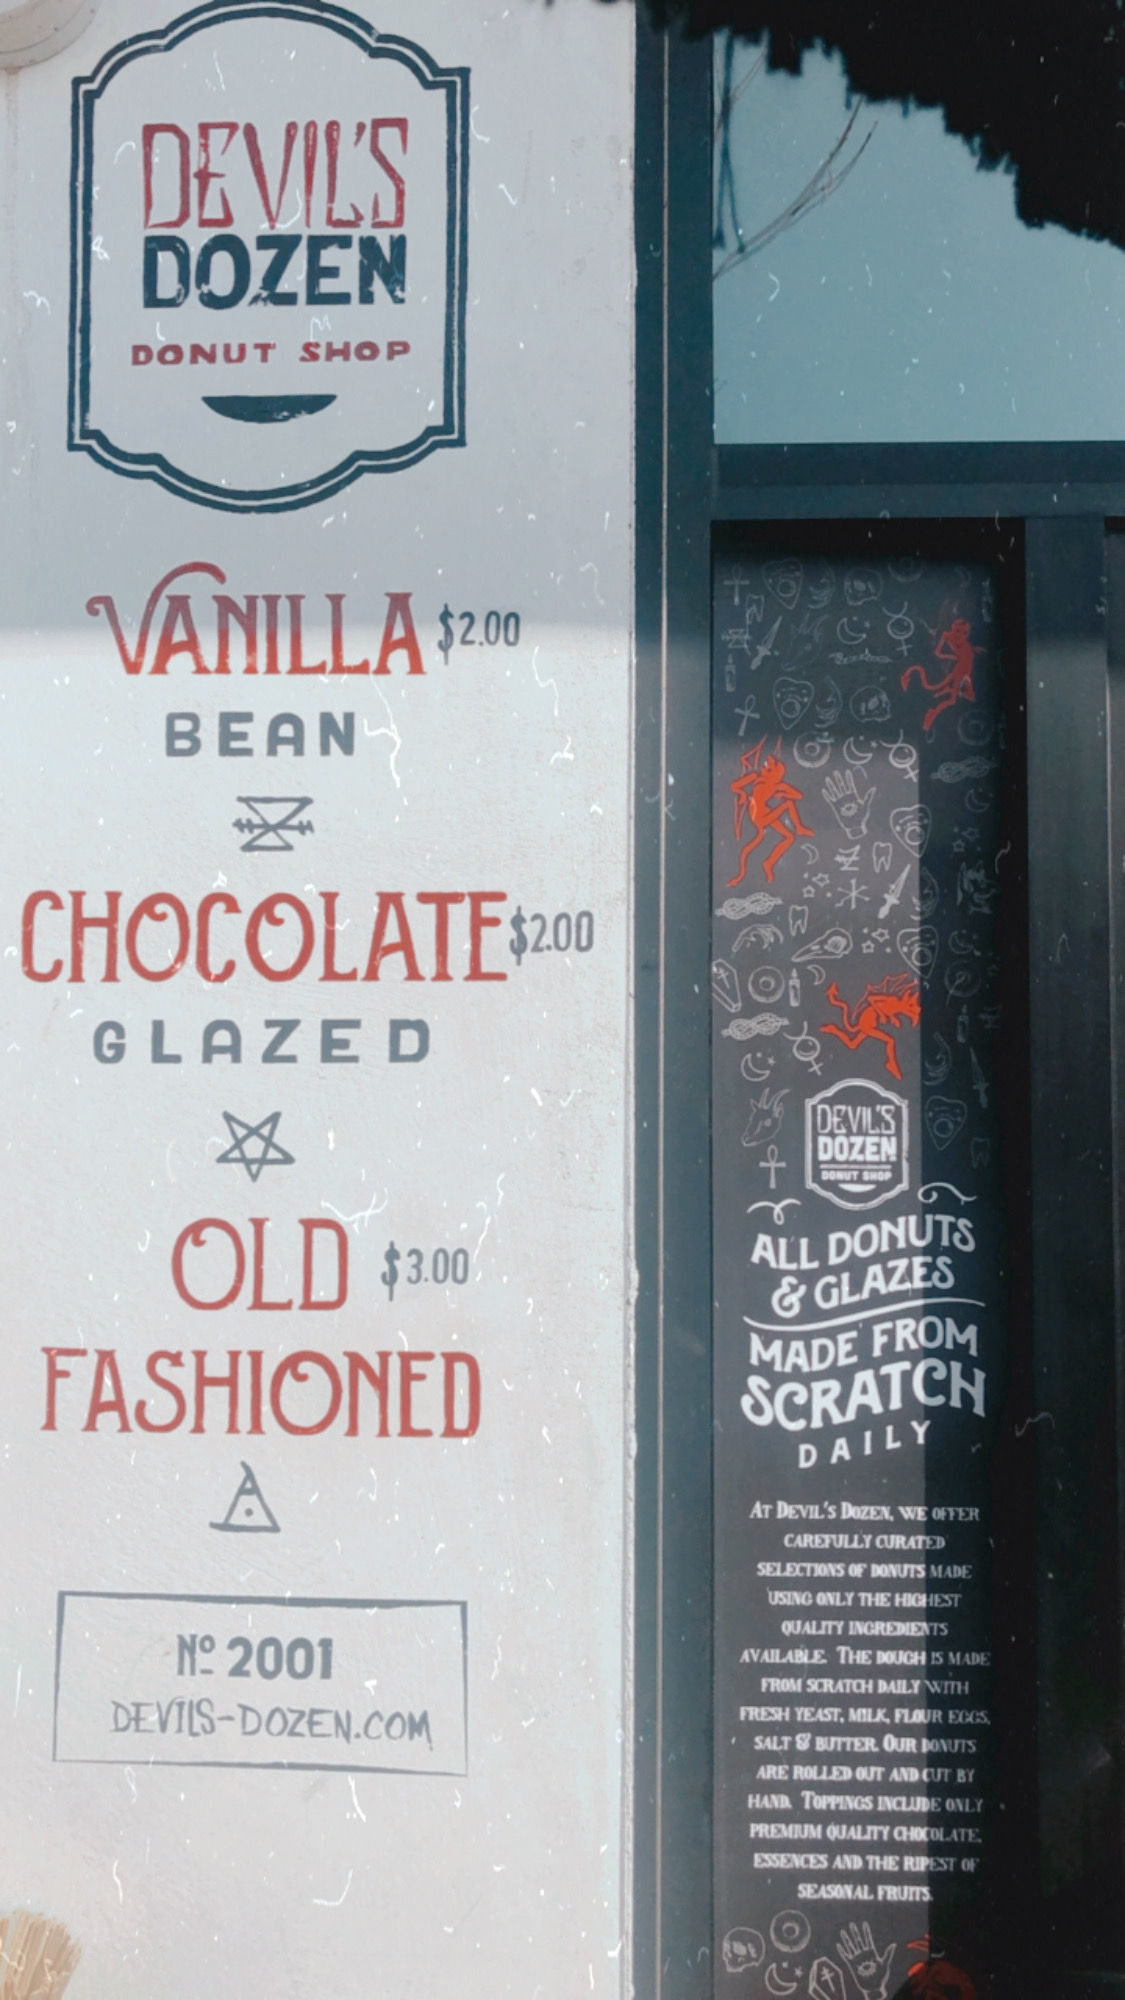 DEVIL'S
DOZEN
DONUT SHOP
VANILLA $2.00
BEAN
CHOCOLATE $2.00
GLAZED
OLD $3.00
FASHIONED
Nº 2001
DEVILS-DOZEN.COM
DEVIL'S
DOZEN
DONUT SHOP
ALL DONUTS
& GLAZES
MADE FROM
SCRATCH
DAILY
AT DEVIL'S DOZEN, WE OFFER
CAREFULLY CURATED
SELECTIONS OF DONUTS MADE
USING ONLY THE HIGHEST
QUALITY INGREDIENTS
AVAILABLE. THE DOUGH IS MADE
FROM SCRATCH DAILY WITH
FRESH YEAST, MILK, FLOUR EGGS,
SALT & BUTTER. OUR DONUTS
ARE ROLLED OUT AND CUT BY
HAND. TOPPINGS INCLUDE ONLY
PREMIUM QUALITY CHOCOLATE,
ESSENCES AND THE RIPEST OF
SEASONAL FRUITS.